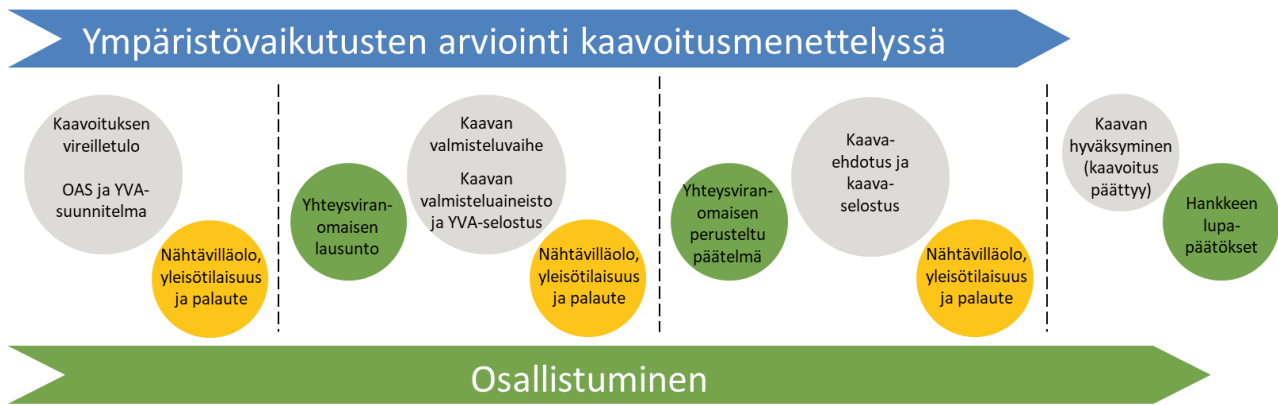 Ympäristövaikutusten arviointi kaavoitusmenettelyssä
Kaavoituksen
vireilletulo
OAS ja YVA-
suunnitelma
Nähtävilläolo,
yleisötilaisuus
ja palaute
Yhteysviran-
omaisen
lausunto
Kaavan
valmisteluvaihe
Kaavan
valmisteluaineisto
ja YVA-selostus
Nähtävilläolo,
yleisötilaisuus
ja palaute
Yhteysviran-
omaisen
perusteltu
päätelmä
Kaava-
ehdotus ja
kaava-
selostus
Nähtävilläolo,
yleisötilaisuus
ja palaute
Kaavan
hyväksyminen
(kaavoitus
päättyy)
Hankkeen
lupa-
päätökset
Osallistuminen